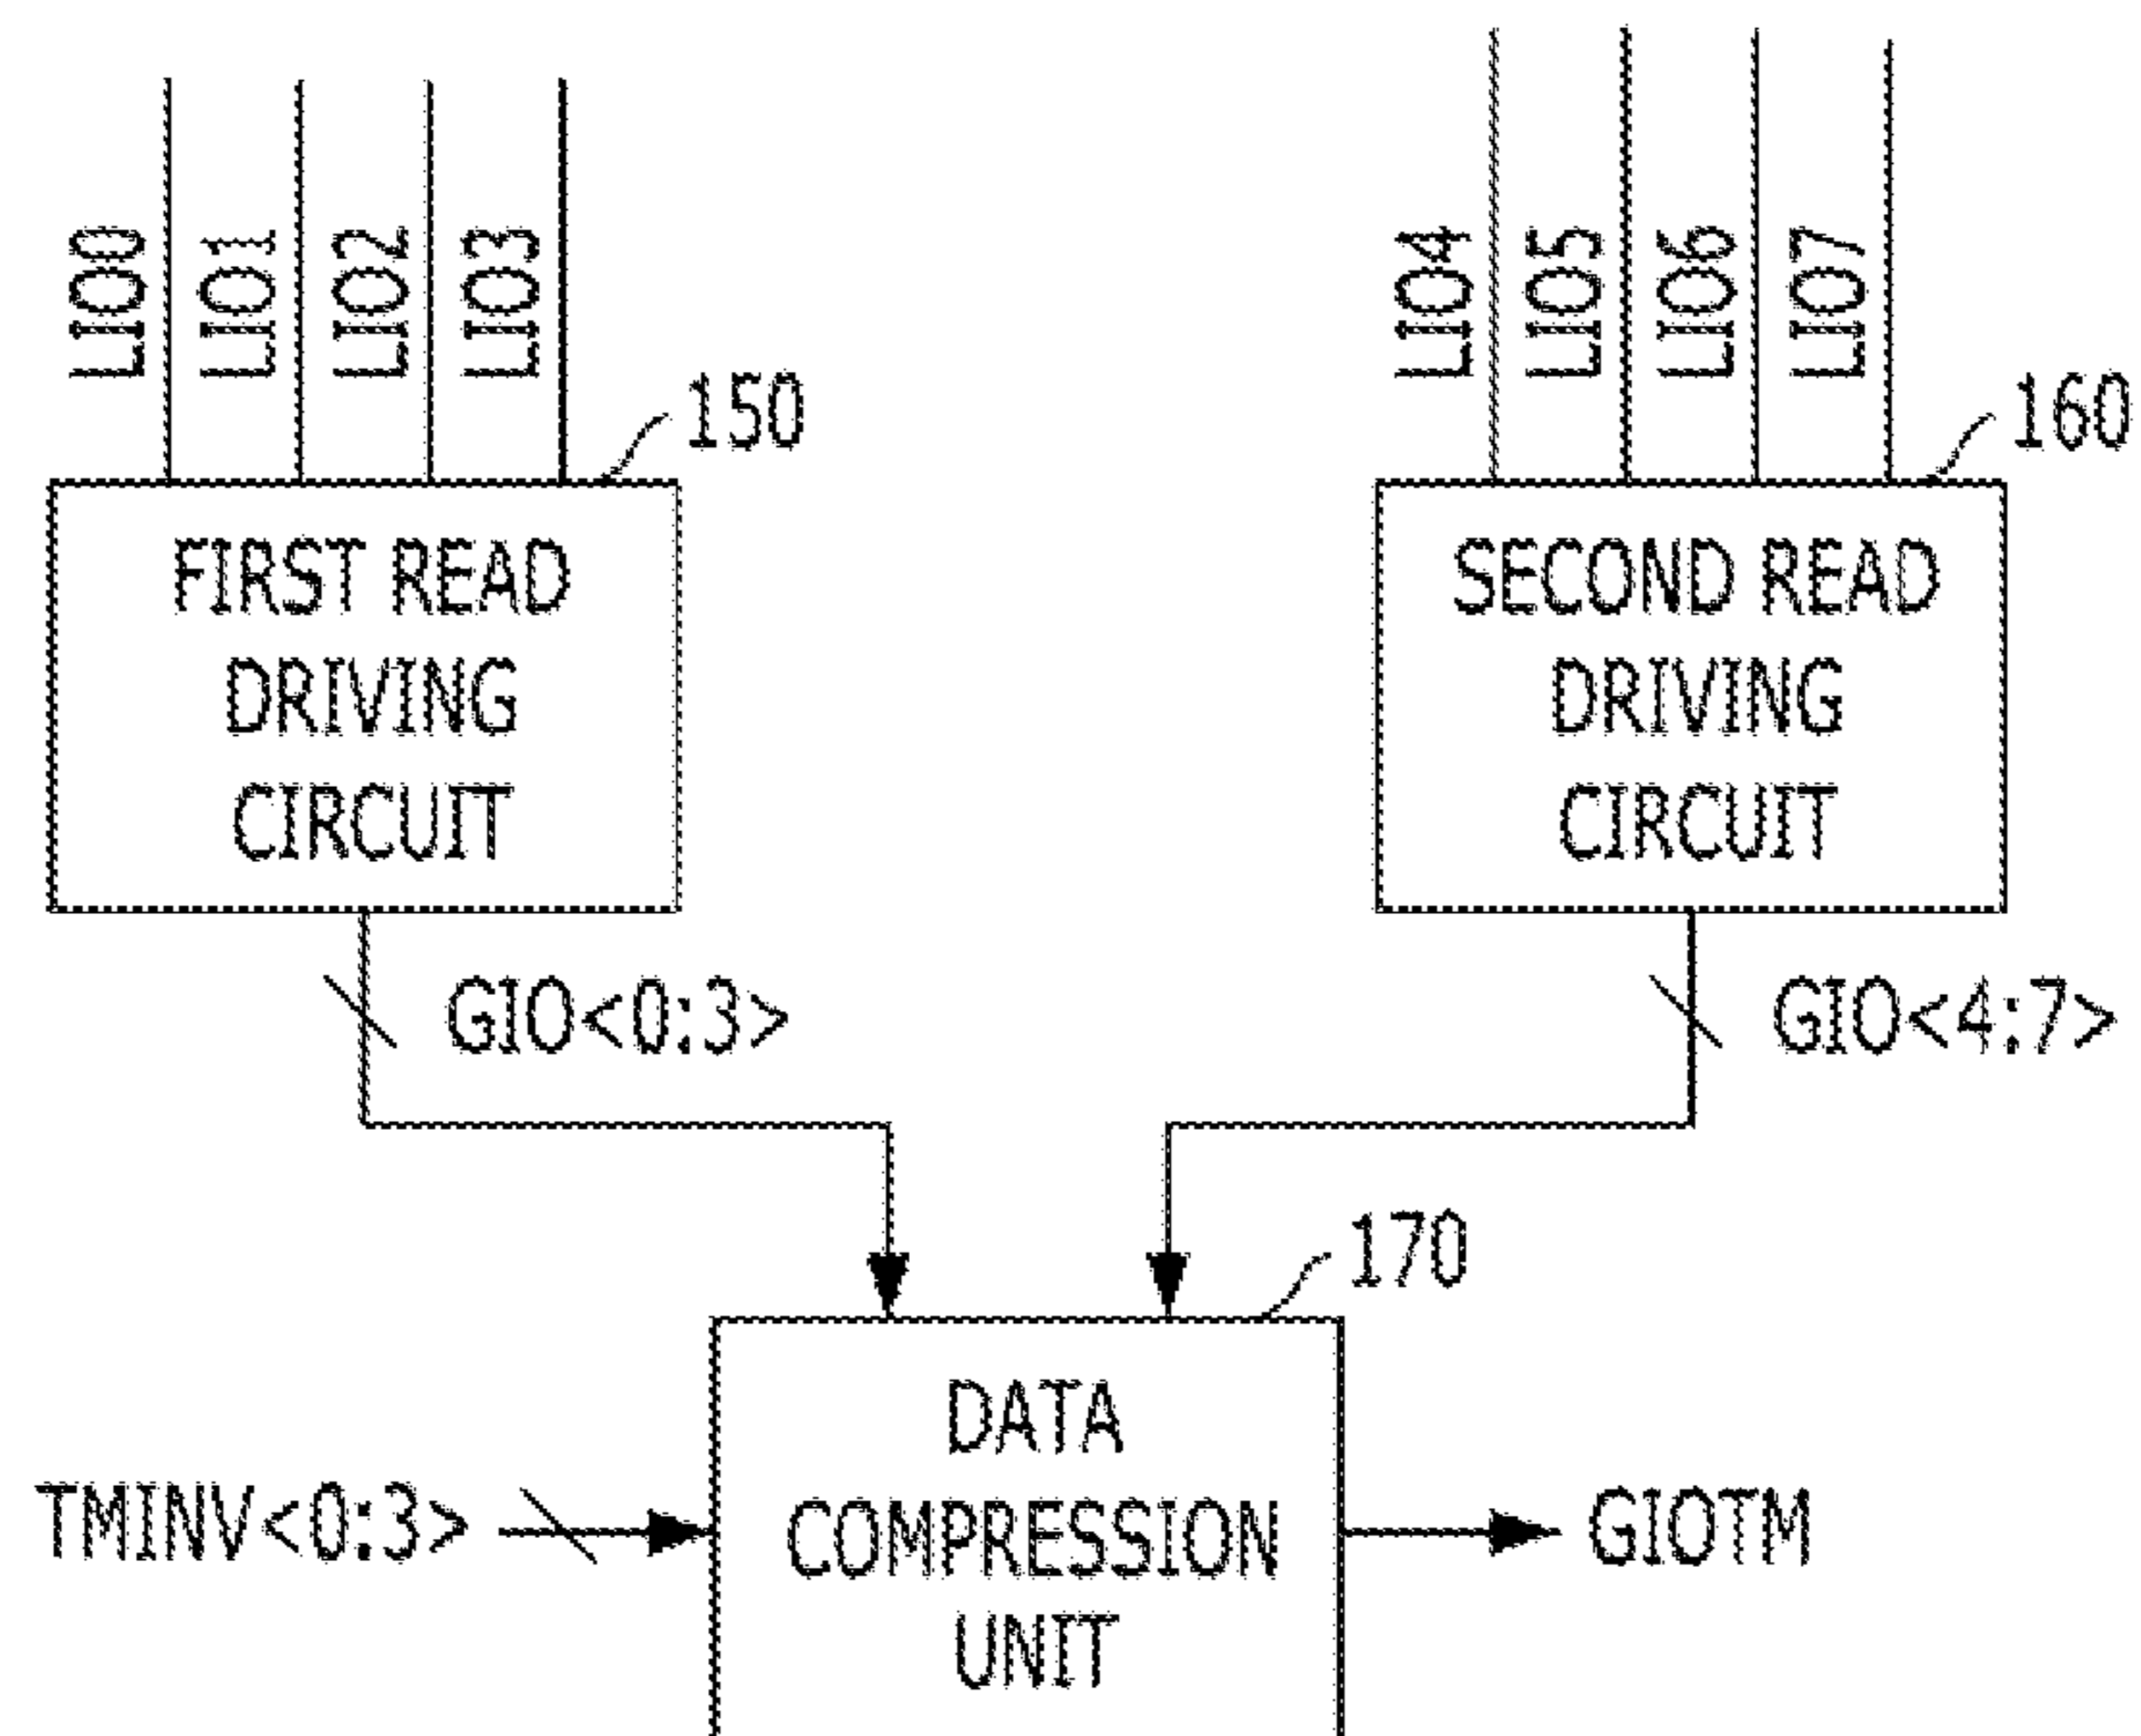 LIO0
LIO1
LIO2
LIO3
LIO4
LIO5
LIO6
LIO7
150
160
FIRST READ
DRIVING
CIRCUIT
SECOND READ
DRIVING
CIRCUIT
GIO<0:3>
GIO<4:7>
170
DATA
COMPRESSION
UNIT
TMINV<0:3>
GIOTM